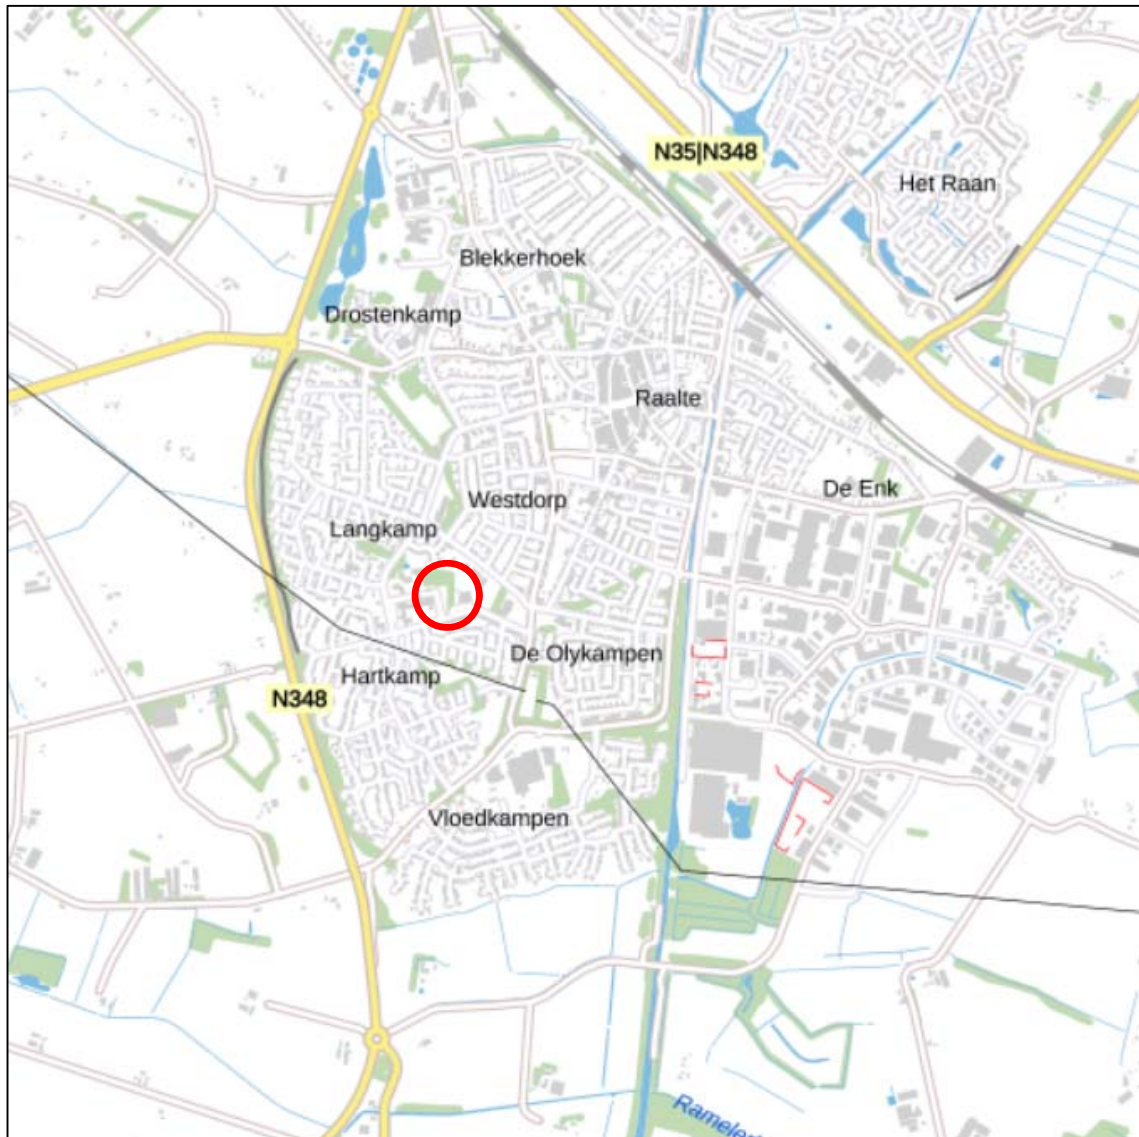 N35|N348
Het Raan
Blekkerhoek
Drostenkamp
Raalte
De Enk
Westdorp
Langkamp
De Olykampen
Hartkamp
N348
Vloedkampen